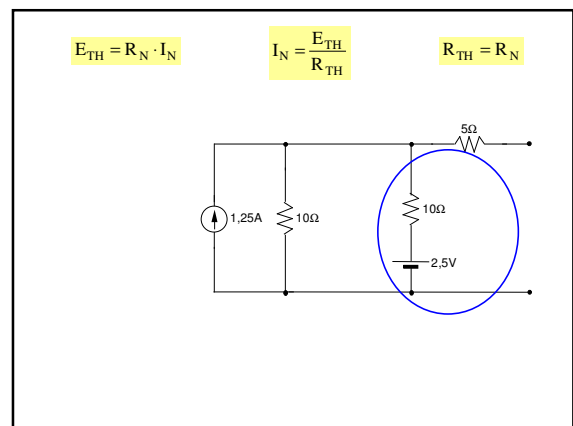 E_TH = R_N · I_N
I_N = E_TH / R_TH
R_TH = R_N
5Ω
1,25A
10Ω
10Ω
2,5V